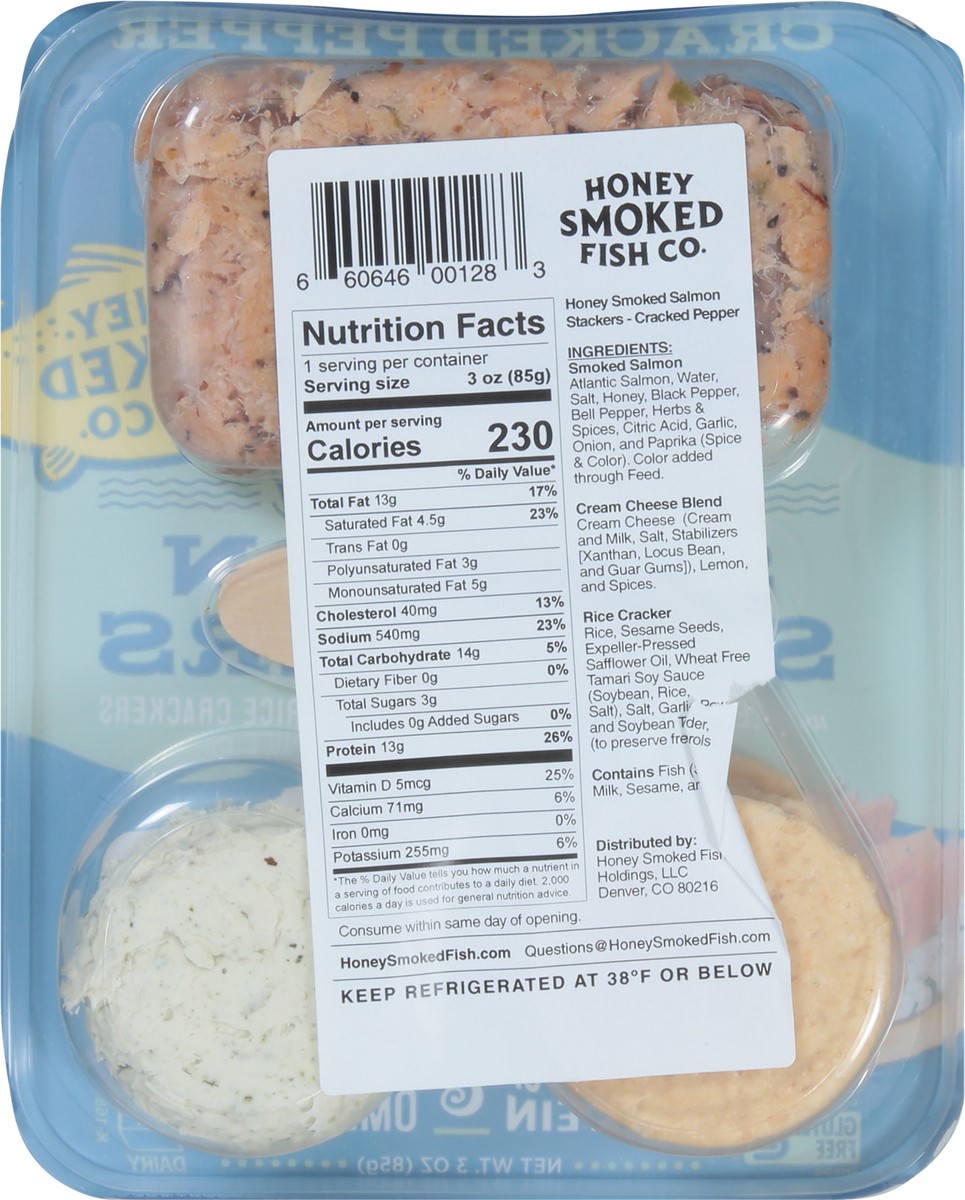 CRACKED PEPPER
6 60646 00128 3
HONEY
SMOKED
FISH CO.
Honey Smoked Salmon
Stackers - Cracked Pepper
Nutrition Facts
1 serving per container
Serving size 3 oz (85g)
Amount per serving
Calories 230
% Daily Value*
Total Fat 13g 17%
Saturated Fat 4.5g 23%
Trans Fat 0g
Polyunsaturated Fat 3g
Monounsaturated Fat 5g
Cholesterol 40mg 13%
Sodium 540mg 23%
Total Carbohydrate 14g 5%
Dietary Fiber 0g 0%
Total Sugars 3g
Includes 0g Added Sugars 0%
Protein 13g 26%
Vitamin D 5mcg 25%
Calcium 71mg 6%
Iron 0mg 0%
Potassium 255mg 6%
*The % Daily Value tells you how much a nutrient in
a serving of food contributes to a daily diet. 2,000
calories a day is used for general nutrition advice.
INGREDIENTS:
Smoked Salmon
Atlantic Salmon, Water,
Salt, Honey, Black Pepper,
Bell Pepper, Herbs &
Spices, Citric Acid, Garlic,
Onion, and Paprika (Spice
& Color). Color added
through Feed.
Cream Cheese Blend
Cream Cheese (Cream
and Milk, Salt, Stabilizers
[Xanthan, Locus Bean,
and Guar Gums]), Lemon,
and Spices.
Rice Cracker
Rice, Sesame Seeds,
Expeller-Pressed
Safflower Oil, Wheat Free
Tamari Soy Sauce
(Soybean, Rice,
Salt), Salt,
and Soybean
(to preserve
Contains Fish
Milk, Sesame,
Distributed by:
Honey Smoked
Holdings, LLC
Denver, CO 80216
Consume within same day of opening.
HoneySmokedFish.com Questions@HoneySmokedFish.com
KEEP REFRIGERATED AT 38°F OR BELOW
RICE CRACKERS
GLUTEN
FREE
DAIRY
NET WT. 3 OZ (85g)